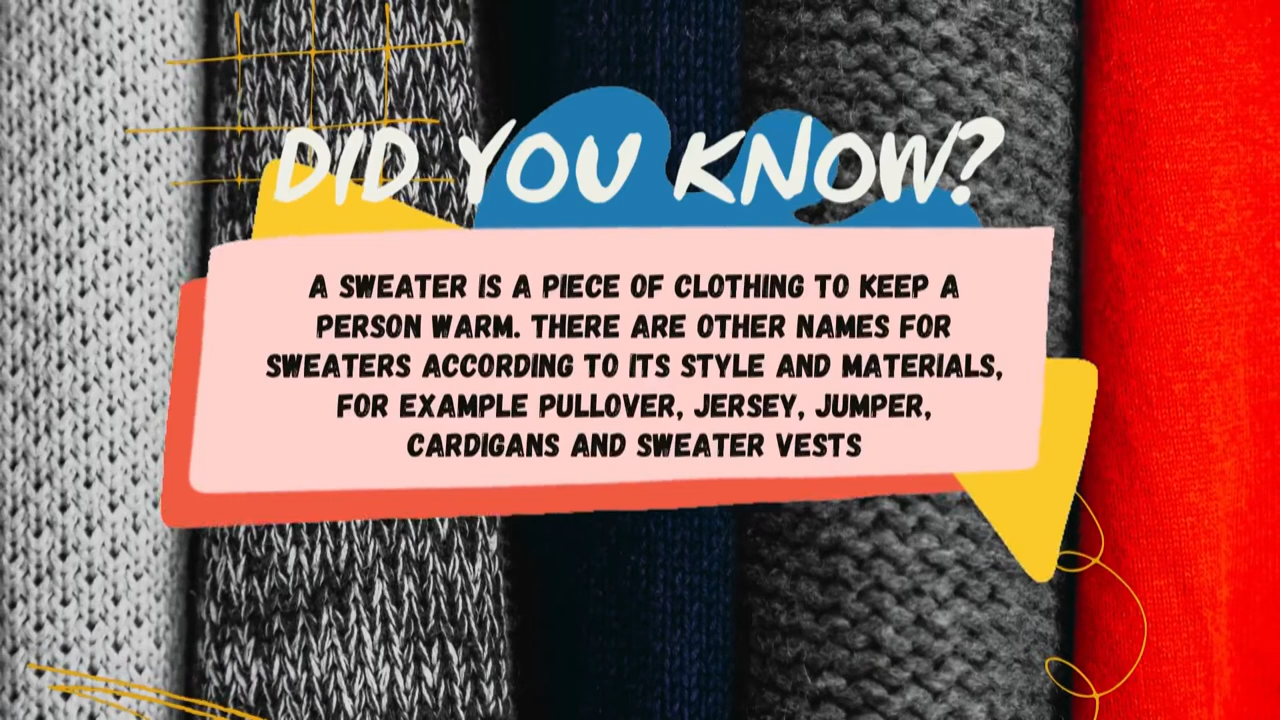 DID YOU KNOW?
A SWEATER IS A PIECE OF CLOTHING TO KEEP A
PERSON WARM. THERE ARE OTHER NAMES FOR
SWEATERS ACCORDING TO ITS STYLE AND MATERIALS,
FOR EXAMPLE PULLOVER, JERSEY, JUMPER,
CARDIGANS AND SWEATER VESTS